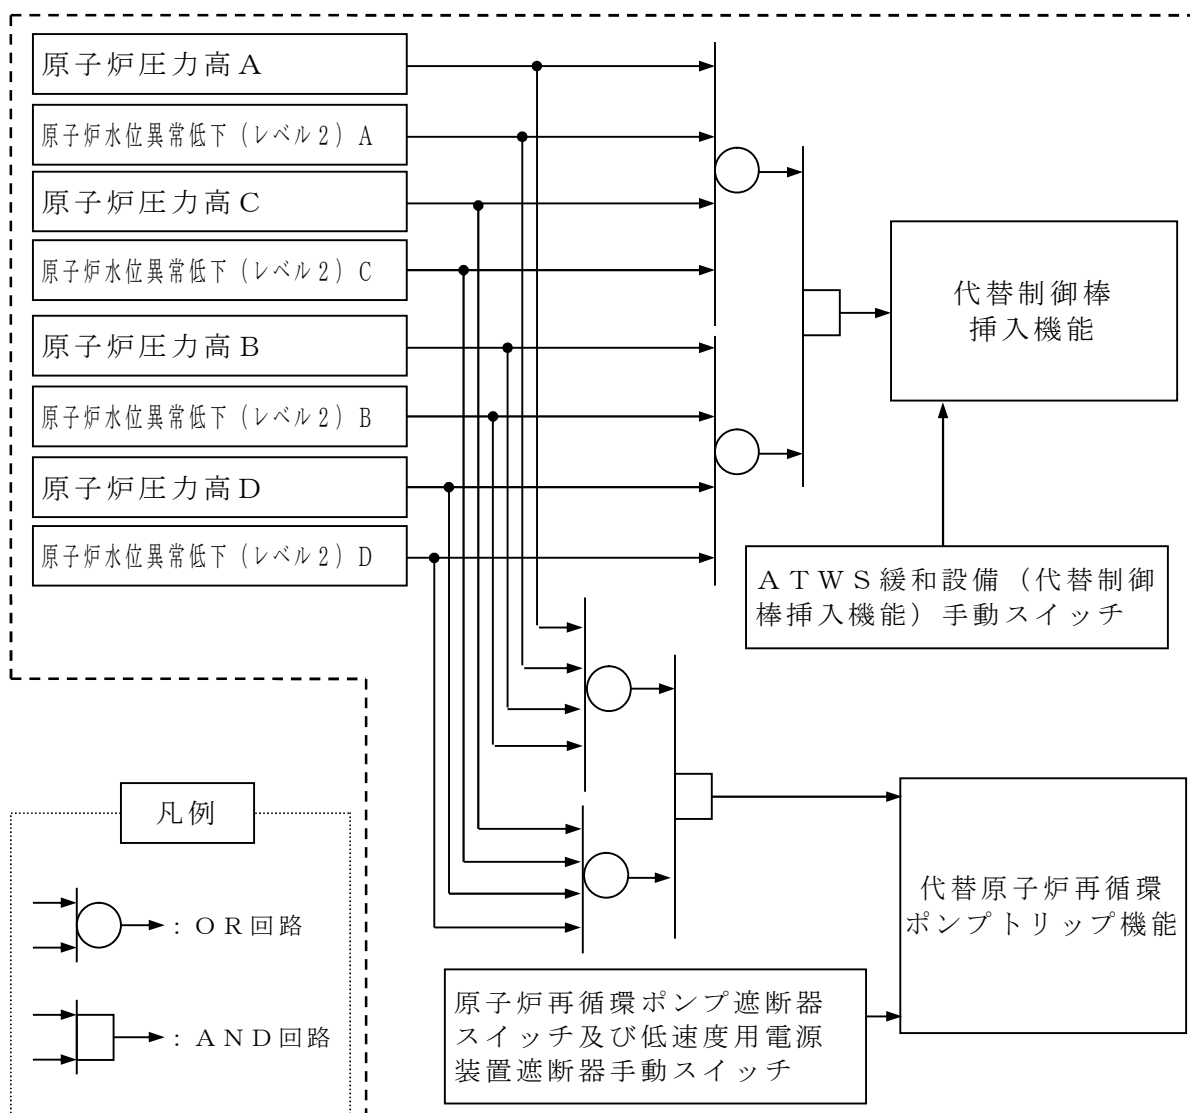 原子炉圧力高A
原子炉水位異常低下(レベル2)A
原子炉圧力高C
原子炉水位異常低下(レベル2)C
原子炉圧力高B
原子炉水位異常低下(レベル2)B
原子炉圧力高D
原子炉水位異常低下(レベル2)D
代替制御棒
挿入機能
ATWS緩和設備(代替制御
棒挿入機能)手動スイッチ
代替原子炉再循環
ポンプトリップ機能
原子炉再循環ポンプ遮断器
スイッチ及び低速度用電源
装置遮断器手動スイッチ
凡例
:OR回路
:AND回路